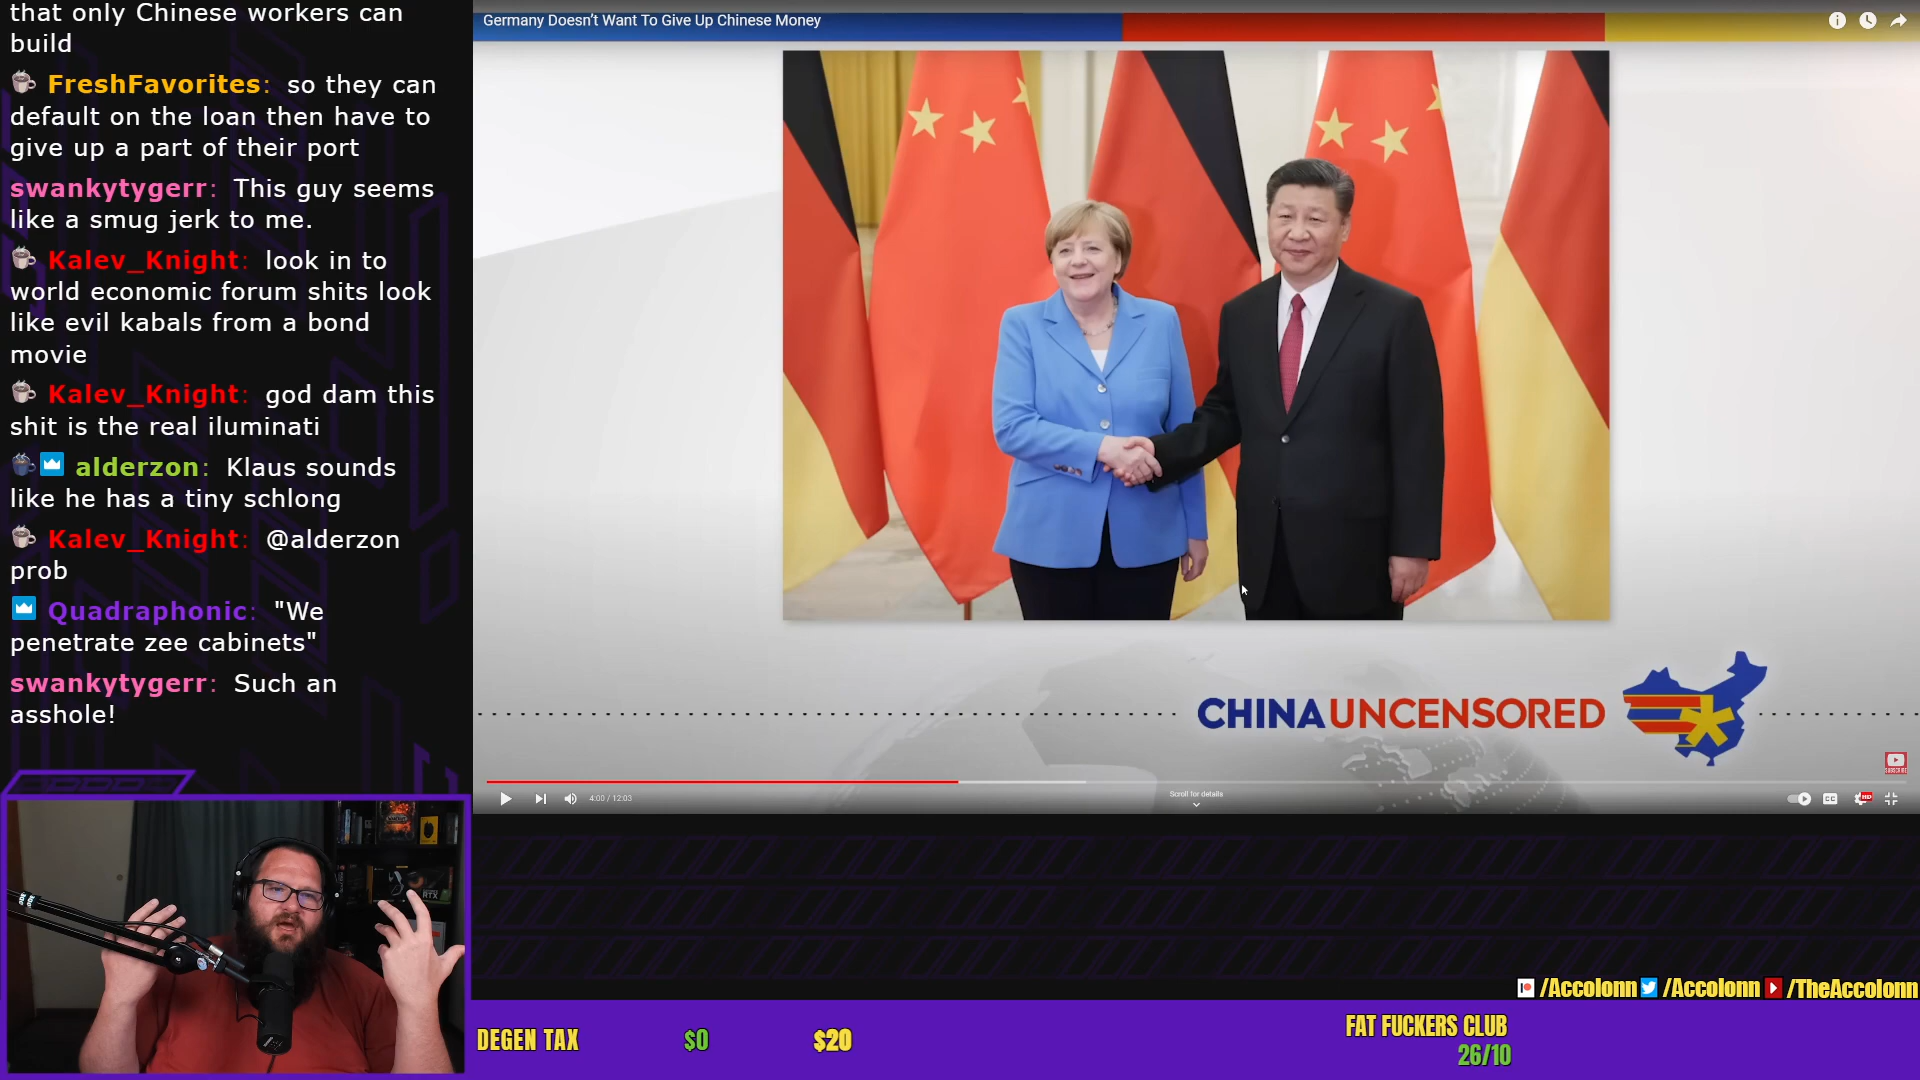 that only Chinese workers can
build
FreshFavorites: so they can
default on the loan then have to
give up a part of their port
swankytygerr: This guy seems
like a smug jerk to me.
Kalev_Knight: look in to
world economic forum shits look
like evil kabals from a bond
movie
Kalev_Knight: god dam this
shit is the real iluminati
alderzon: Klaus sounds
like he has a tiny schlong
Kalev_Knight: @alderzon
prob
Quadraphonic: "We
penetrate zee cabinets"
swankytygerr: Such an
asshole!
Germany Doesn't Want To Give Up Chinese Money
CHINA UNCENSORED
SUBSCRIBE
4:00 / 12:03
Scroll for details
CC
HD
RTX
/Accolonn /Accolonn /TheAccolonn
DEGEN TAX $0 $20
FAT FUCKERS CLUB
26/10